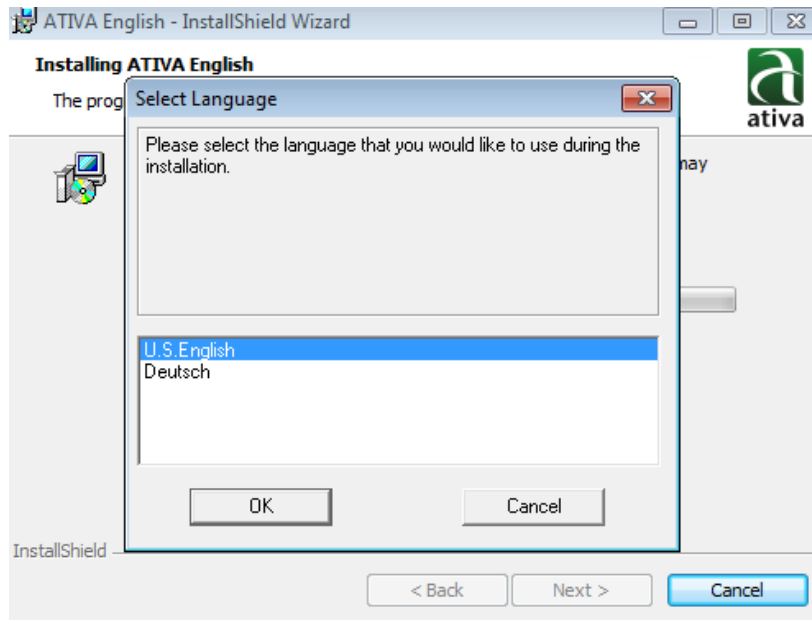 ATIVA English - InstallShield Wizard
Installing ATIVA English
The prog
ativa
may
Select Language
Please select the language that you would like to use during the
installation.
U.S.English
Deutsch
OK
Cancel
InstallShield
< Back
Next >
Cancel